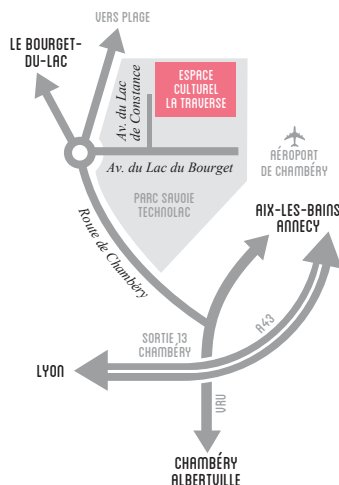 VERS PLAGE
LE BOURGET-
DU-LAC
Av. du Lac
de Constance
ESPACE
CULTUREL
LA TRAVERSE
Av. du Lac du Bourget
AÉROPORT
DE CHAMBÉRY
PARC SAVOIE
TECHNOLAC
AIX-LES-BAINS
ANNECY
Route de Chambéry
A43
SORTIE 13
CHAMBÉRY
LYON
VRU
CHAMBÉRY
ALBERTVILLE